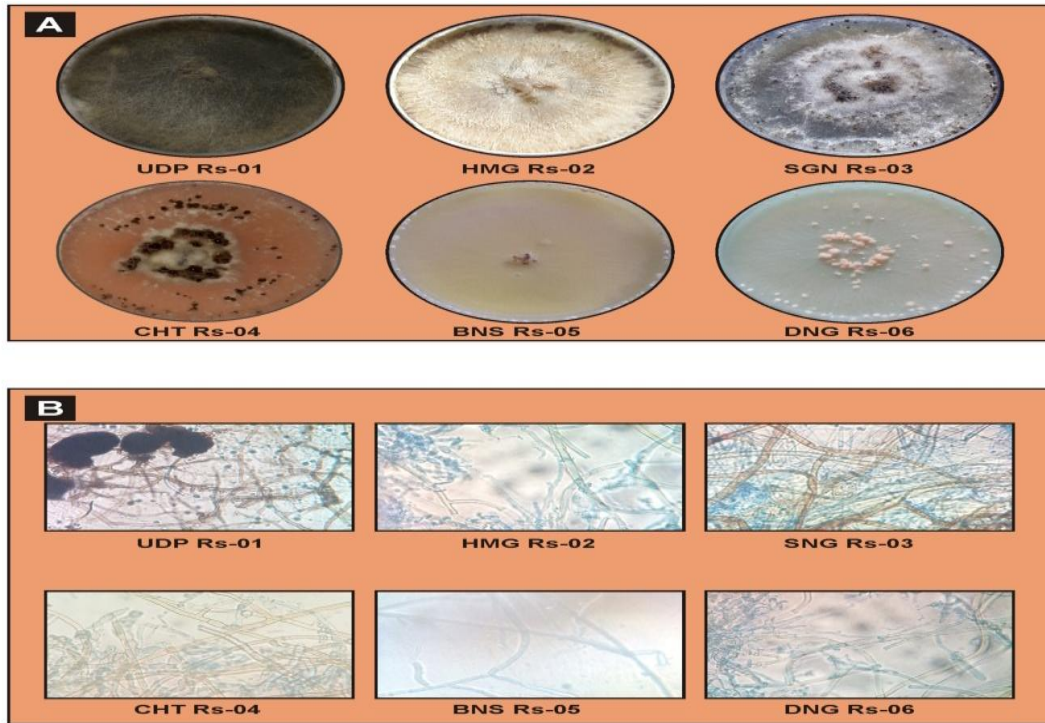 A
UDP Rs-01 HMG Rs-02 SGN Rs-03
CHT Rs-04 BNS Rs-05 DNG Rs-06
B
UDP Rs-01 HMG Rs-02 SNG Rs-03
CHT Rs-04 BNS Rs-05 DNG Rs-06